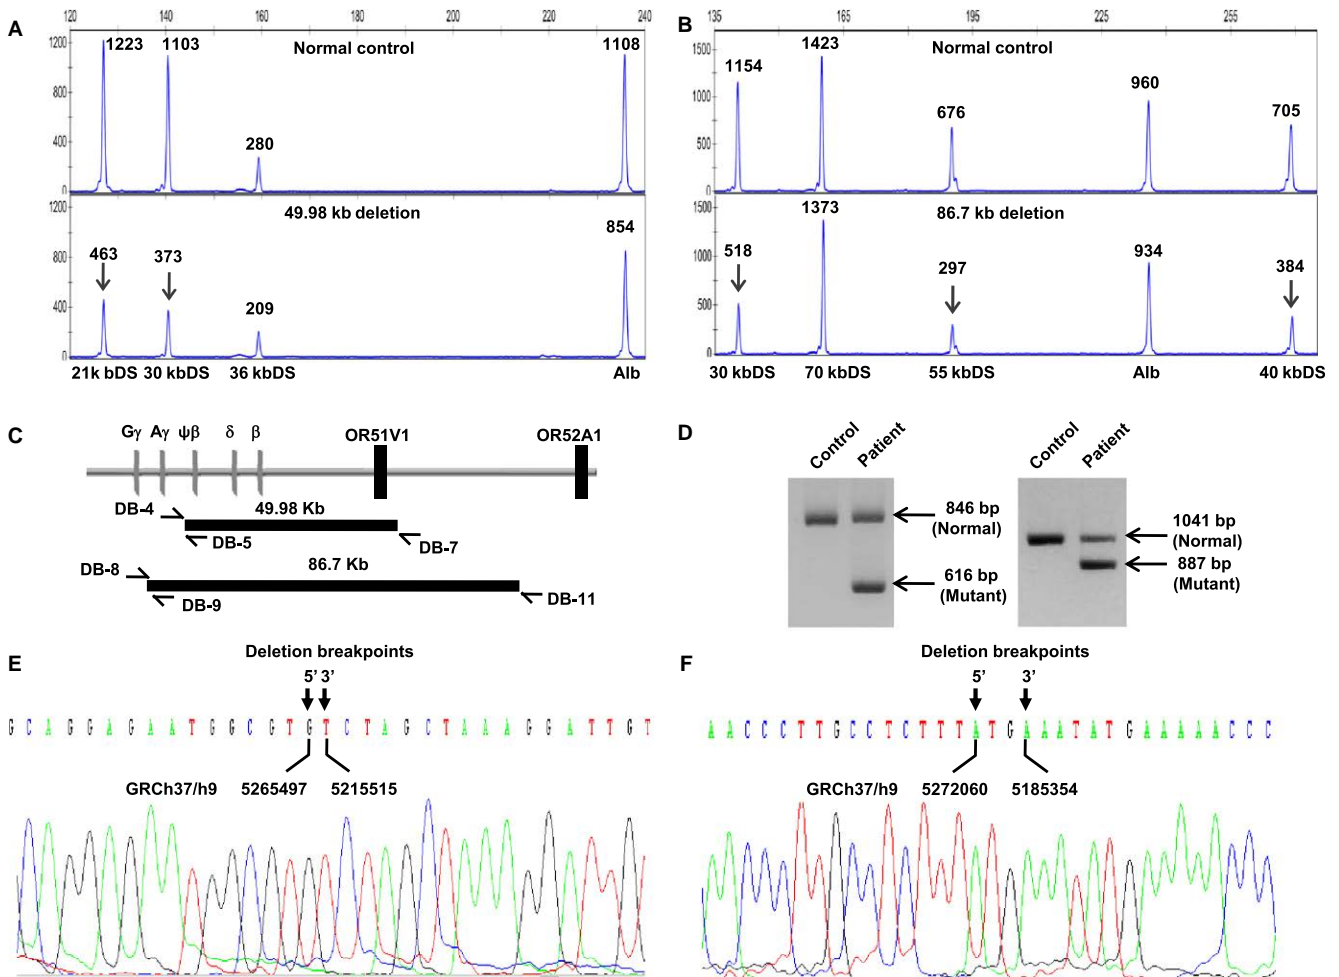 A
120 140 160 180 200 220 240
1223 1103 Normal control 1108
1200
800
400
0
280
49.98 kb deletion
1200
800
400
0
463 373 209 854
21k bDS 30 kbDS 36 kbDS Alb
B
135 165 195 225 255
Normal control
1500
1000
500
0
1154 1423 676 960 705
86.7 kb deletion
1500
1000
500
0
518 1373 297 934 384
30 kbDS 70 kbDS 55 kbDS Alb 40 kbDS
C
Gγ Aγ ψβ δ β OR51V1 OR52A1
DB-4 49.98 Kb
DB-5 DB-7
DB-8 86.7 Kb
DB-9 DB-11
D
Control Patient
846 bp
(Normal)
616 bp
(Mutant)
Control Patient
1041 bp
(Normal)
887 bp
(Mutant)
E
Deletion breakpoints
5’ 3’
G C A G G A G A A T G G C G T G T C T A G C T A A A G G A T T G T
GRCh37/h9 5265497 5215515
F
Deletion breakpoints
5’ 3’
A A C C C T T G C C T C T T T A T G A A A T A T G A A A A A C C C
GRCh37/h9 5272060 5185354